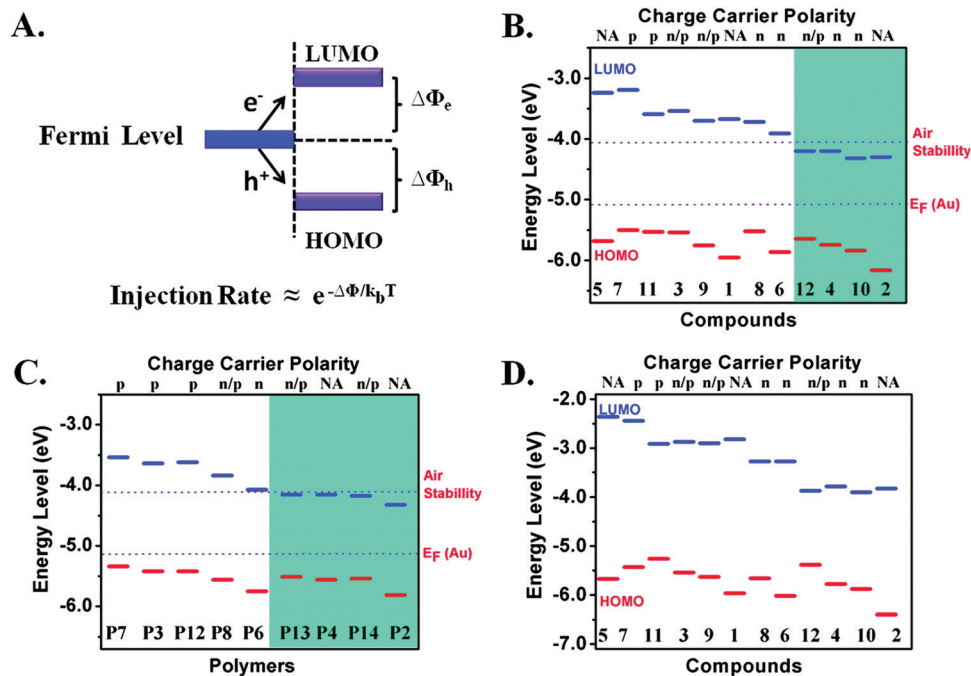 A.
LUMO
e-
ΔΦe
Fermi Level
h+
ΔΦh
HOMO
Injection Rate ≈ e-ΔΦ/kbT
B.
Charge Carrier Polarity
NA p p n/p n/p NA n n n/p n n NA
LUMO
Air
Stabillity
EF (Au)
HOMO
-3.0
-4.0
-5.0
-6.0
Energy Level (eV)
5 7 11 3 9 1 8 6 12 4 10 2
Compounds
C.
Charge Carrier Polarity
p p p n/p n n/p NA n/p NA
-3.0
-4.0
-5.0
-6.0
Energy Level (eV)
Air
Stabillity
EF (Au)
P7 P3 P12 P8 P6 P13 P4 P14 P2
Polymers
D.
Charge Carrier Polarity
NA p p n/p n/p NA n n n/p n n NA
-2.0
-3.0
-4.0
-5.0
-6.0
-7.0
Energy Level (eV)
LUMO
HOMO
5 7 11 3 9 1 8 6 12 4 10 2
Compounds